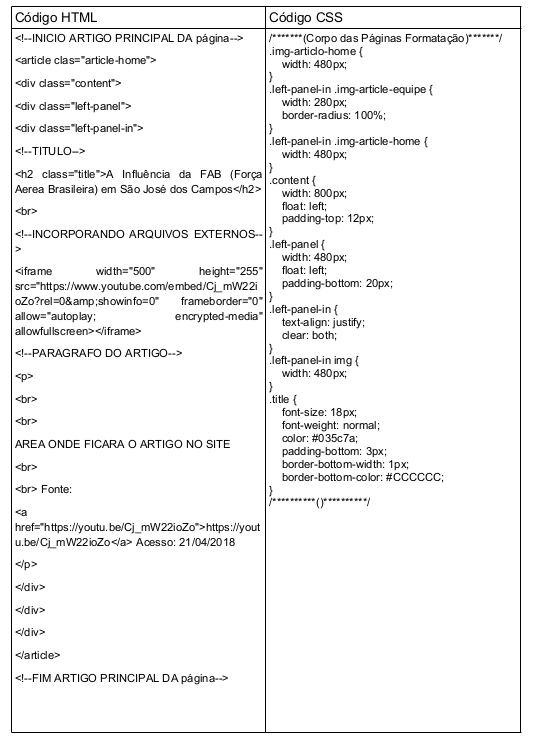 Código HTML
<!--INICIO ARTIGO PRINCIPAL DA página-->
<article clas="article-home">
<div class="content">
<div class="left-panel">
<div class="left-panel-in">
<!--TITULO-->
<h2 class="title">A Influência da FAB (Força
Aerea Brasileira) em São José dos Campos</h2>
<br>
<!--INCORPORANDO ARQUIVOS EXTERNOS--
>
<iframe width="500" height="255"
src="https://www.youtube.com/embed/Cj_mW22i
oZo?rel=0&amp;showinfo=0" frameborder="0"
allow="autoplay; encrypted-media"
allowfullscreen></iframe>
<!--PARAGRAFO DO ARTIGO-->
<p>
<br>
<br>
AREA ONDE FICARA O ARTIGO NO SITE
<br>
<br> Fonte:
<a
href="https://youtu.be/Cj_mW22ioZo">https://yout
u.be/Cj_mW22ioZo</a> Acesso: 21/04/2018
</p>
</div>
</div>
</div>
</article>
<!--FIM ARTIGO PRINCIPAL DA página-->
Código CSS
/*******(Corpo das Páginas Formatação)*******/
.img-articlo-home {
width: 480px;
}
.left-panel-in .img-article-equipe {
width: 280px;
border-radius: 100%;
}
.left-panel-in .img-article-home {
width: 480px;
}
.content {
width: 800px;
float: left;
padding-top: 12px;
}
.left-panel {
width: 480px;
float: left;
padding-bottom: 20px;
}
.left-panel-in {
text-align: justify;
clear: both;
}
.left-panel-in img {
width: 480px;
}
.title {
font-size: 18px;
font-weight: normal;
color: #035c7a;
padding-bottom: 3px;
border-bottom-width: 1px;
border-bottom-color: #CCCCCC;
}
/**********()**********/